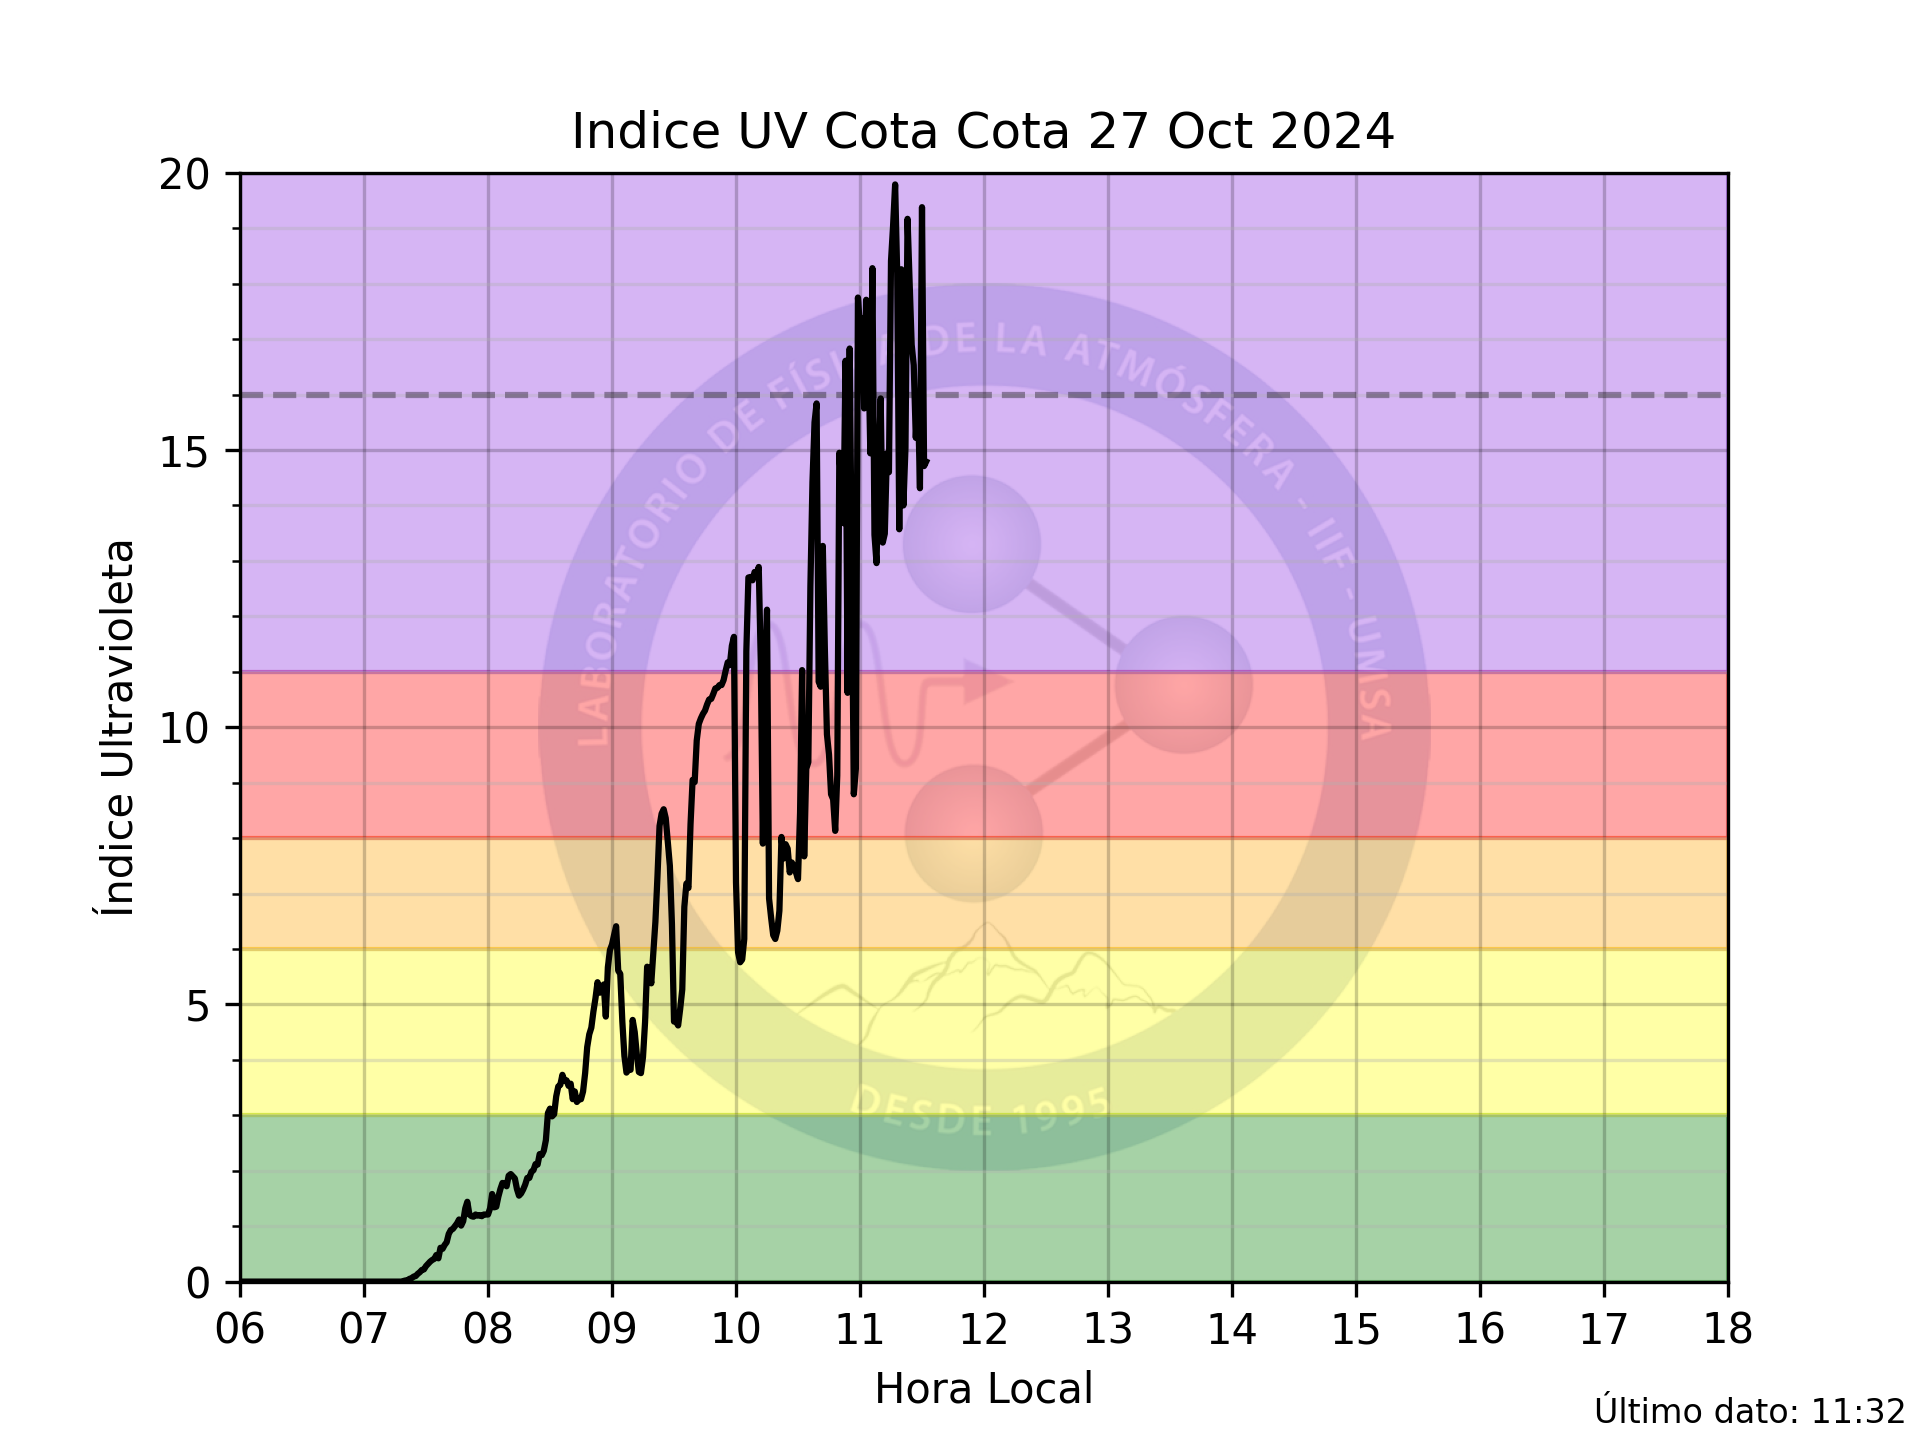 Indice UV Cota Cota 27 Oct 2024
20
15
10
5
0
Índice Ultravioleta
LABORATORIO DE FÍSI DE LA ATMÓSFERA - IIF - UMSA
DESDE 1995
06 07 08 09 10 11 12 13 14 15 16 17 18
Hora Local
Último dato: 11:32